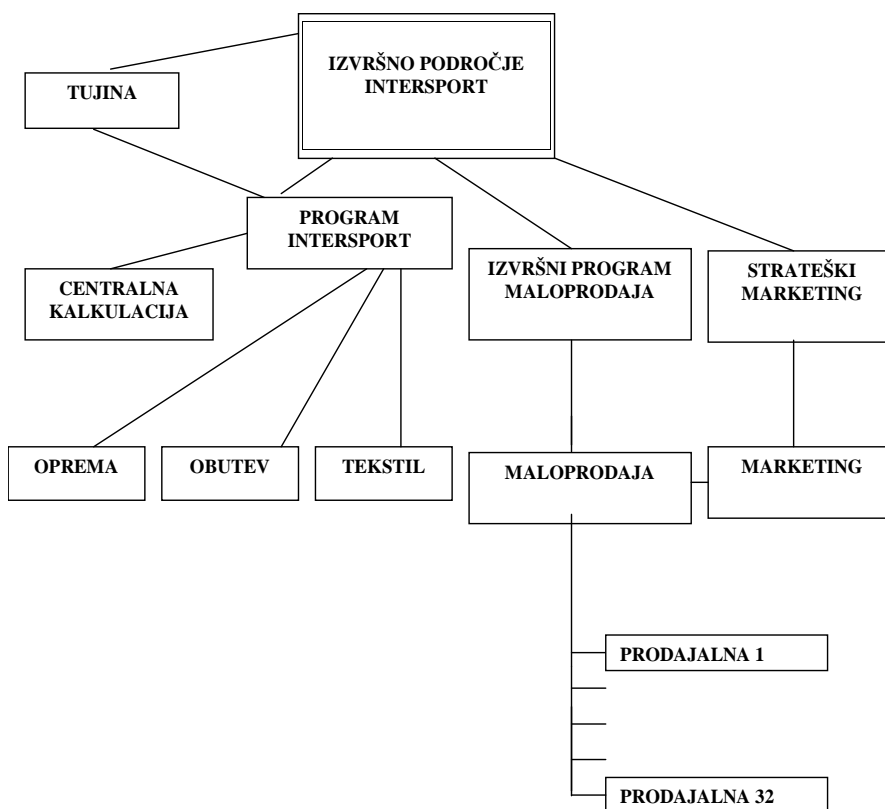 IZVRŠNO PODROČJE
INTERSPORT
TUJINA
PROGRAM
INTERSPORT
CENTRALNA
KALKULACIJA
IZVRŠNI PROGRAM
MALOPRODAJA
STRATEŠKI
MARKETING
OPREMA
OBUTEV
TEKSTIL
MALOPRODAJA
MARKETING
PRODAJALNA 1
PRODAJALNA 32